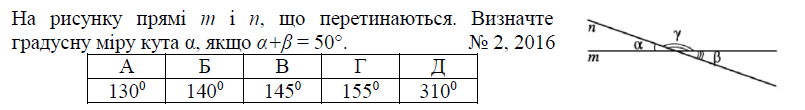 На рисунку прямі m і n, що перетинаються. Визначте
градусну міру кута α, якщо α+β = 50°. № 2, 2016
А Б В Г Д
130⁰ 140⁰ 145⁰ 155⁰ 310⁰
n
α γ
m β